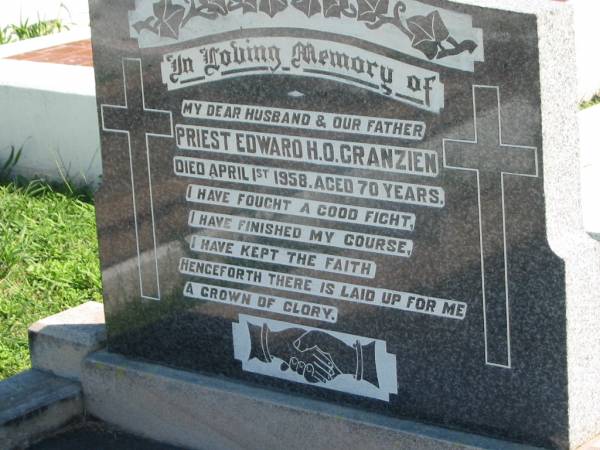 In Loving Memory of
MY DEAR HUSBAND & OUR FATHER
PRIEST EDWARD H.O. GRANZIEN
DIED APRIL 1ST 1958. AGED 70 YEARS.
I HAVE FOUGHT A GOOD FIGHT,
I HAVE FINISHED MY COURSE,
I HAVE KEPT THE FAITH
HENCEFORTH THERE IS LAID UP FOR ME
A CROWN OF GLORY.